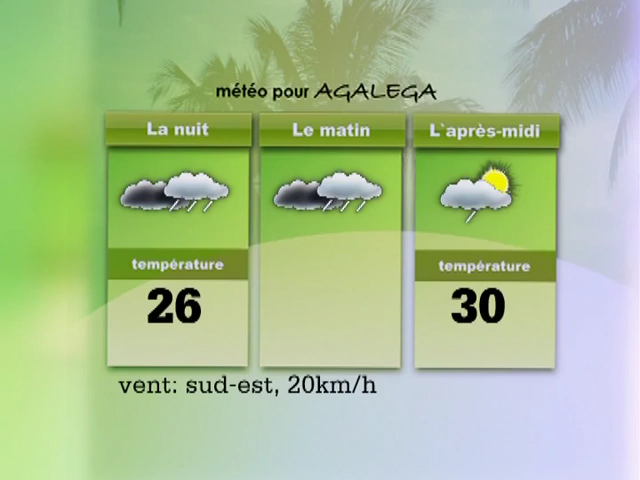 météo pour AGALEGA
La nuit
Le matin
L`après-midi
température
température
26
30
vent: sud-est, 20km/h